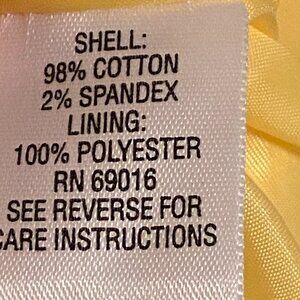 SHELL:
98% COTTON
2% SPANDEX
LINING:
100% POLYESTER
RN 69016
SEE REVERSE FOR
CARE INSTRUCTIONS